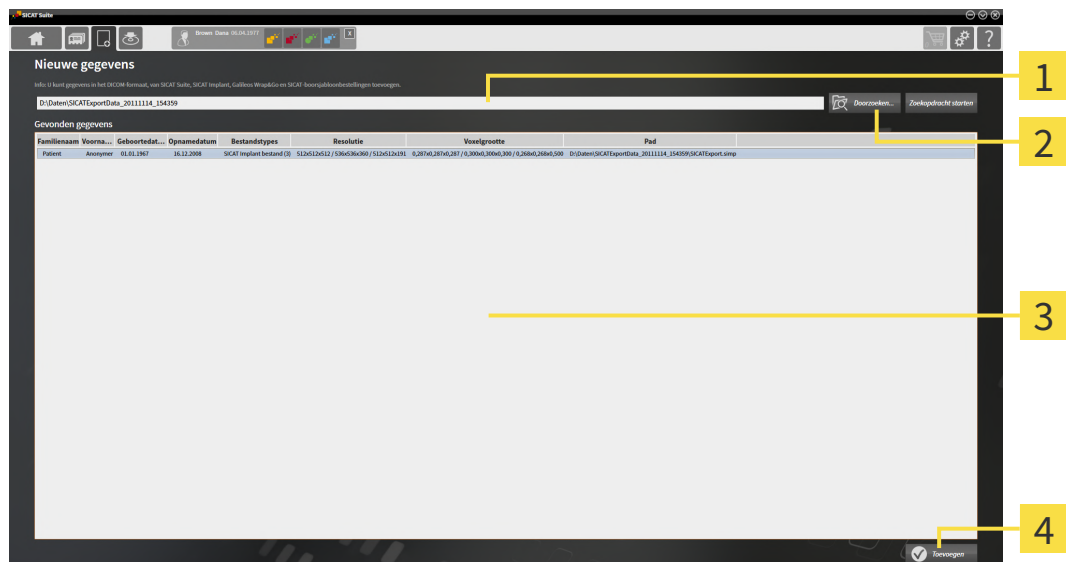 SICAT Suite
Brown Dana 06.04.1977
X
?
Nieuwe gegevens
Info: U kunt gegevens in het DICOM-formaat, van SICAT Suite, SICAT Implant, Galileos Wrap&Go en SICAT-boorsjabloonbestellingen toevoegen.
D:\Daten\SICATExportData_20111114_154359
Doorzoeken...
Zoekopdracht starten
Gevonden gegevens
Familienaam Voorna... Geboortedat... Opnamedatum Bestandstypes Resolutie Voxelgrootte Pad
Patient Anonymer 01.01.1967 16.12.2008 SICAT Implant bestand (3) 512x512x512 / 536x536x360 / 512x512x191 0,287x0,287x0,287 / 0,300x0,300x0,300 / 0,268x0,268x0,500 D:\Daten\SICATExportData_20111114_154359\SICATExport.simp
Toevoegen
1
2
3
4